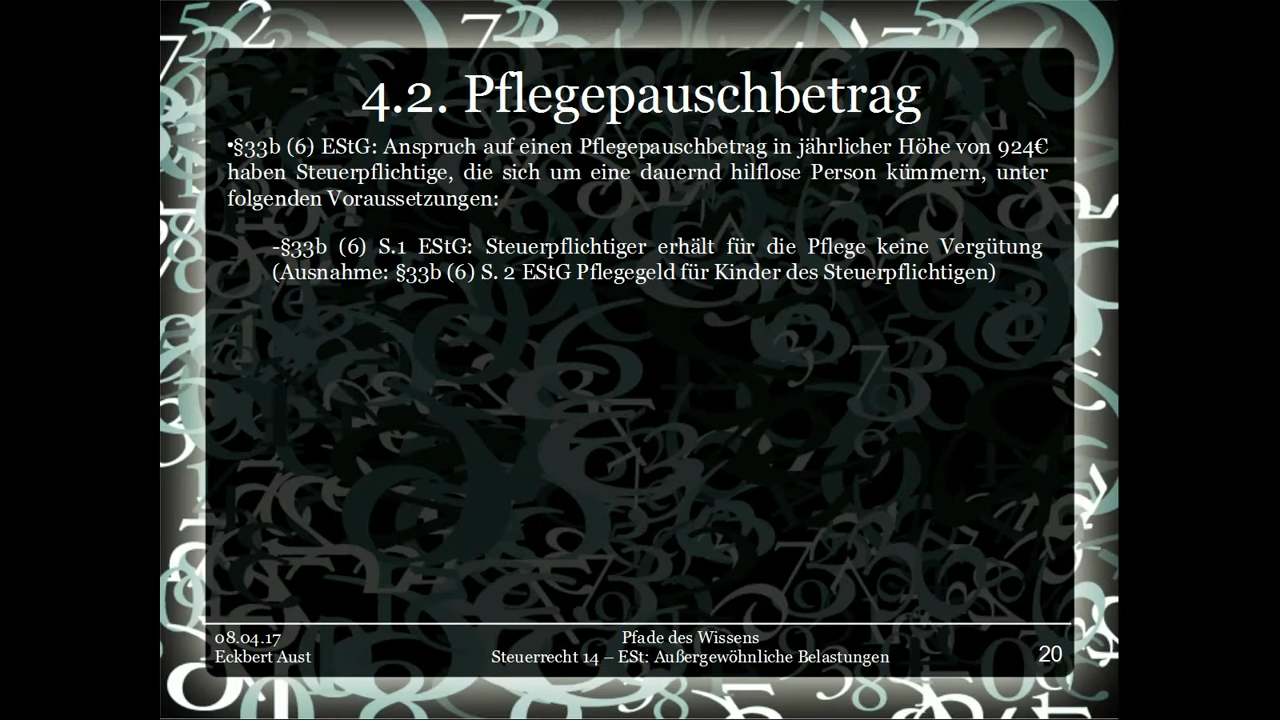 4.2. Pflegepauschbetrag
•§33b (6) EStG: Anspruch auf einen Pflegepauschbetrag in jährlicher Höhe von 924€
haben Steuerpflichtige, die sich um eine dauernd hilflose Person kümmern, unter
folgenden Voraussetzungen:
-§33b (6) S.1 EStG: Steuerpflichtiger erhält für die Pflege keine Vergütung
(Ausnahme: §33b (6) S. 2 EStG Pflegegeld für Kinder des Steuerpflichtigen)
08.04.17
Eckbert Aust
Pfade des Wissens
Steuerrecht 14 – ESt: Außergewöhnliche Belastungen
20